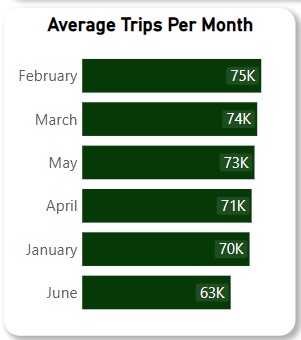 Average Trips Per Month
February 75K
March 74K
May 73K
April 71K
January 70K
June 63K